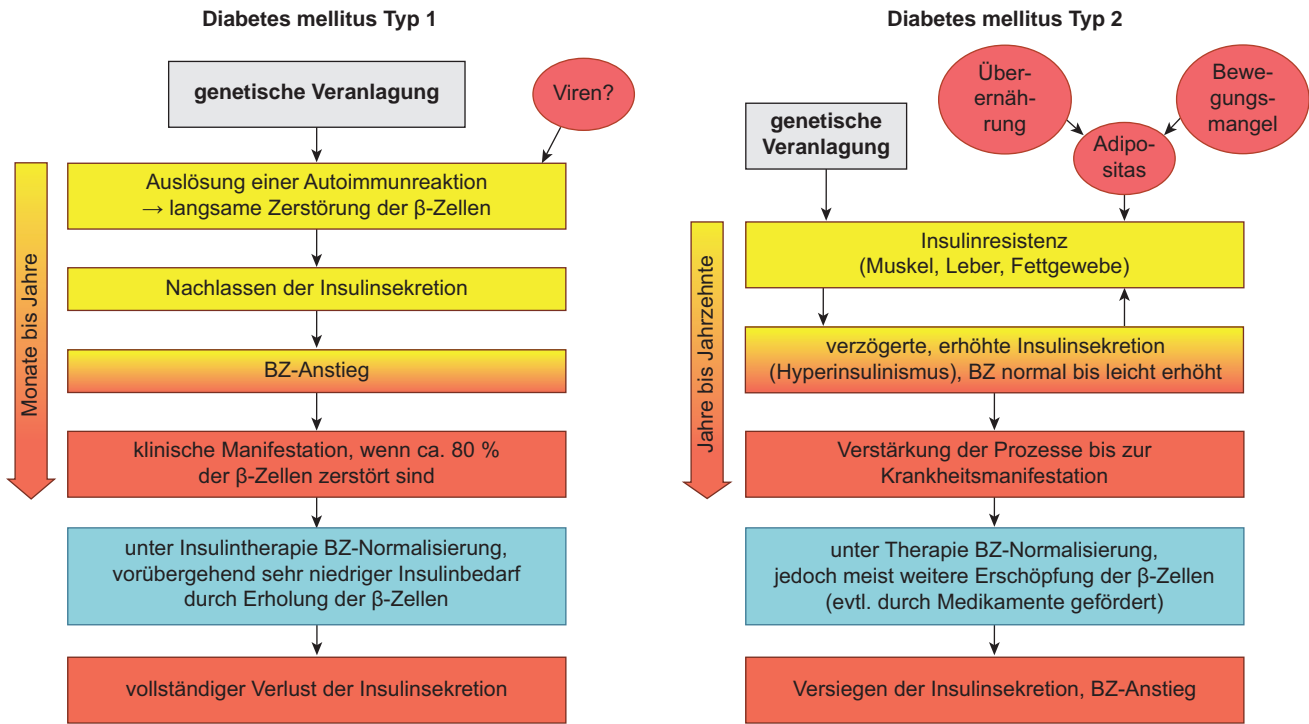 Diabetes mellitus Typ 1
genetische Veranlagung
Viren?
Monate bis Jahre
Auslösung einer Autoimmunreaktion
→ langsame Zerstörung der β-Zellen
Nachlassen der Insulinsekretion
BZ-Anstieg
klinische Manifestation, wenn ca. 80 %
der β-Zellen zerstört sind
unter Insulintherapie BZ-Normalisierung,
vorübergehend sehr niedriger Insulinbedarf
durch Erholung der β-Zellen
vollständiger Verlust der Insulinsekretion
Diabetes mellitus Typ 2
genetische
Veranlagung
Über-
ernäh-
rung
Bewe-
gungs-
mangel
Adipo-
sitas
Jahre bis Jahrzehnte
Insulinresistenz
(Muskel, Leber, Fettgewebe)
verzögerte, erhöhte Insulinsekretion
(Hyperinsulinismus), BZ normal bis leicht erhöht
Verstärkung der Prozesse bis zur
Krankheitsmanifestation
unter Therapie BZ-Normalisierung,
jedoch meist weitere Erschöpfung der β-Zellen
(evtl. durch Medikamente gefördert)
Versiegen der Insulinsekretion, BZ-Anstieg